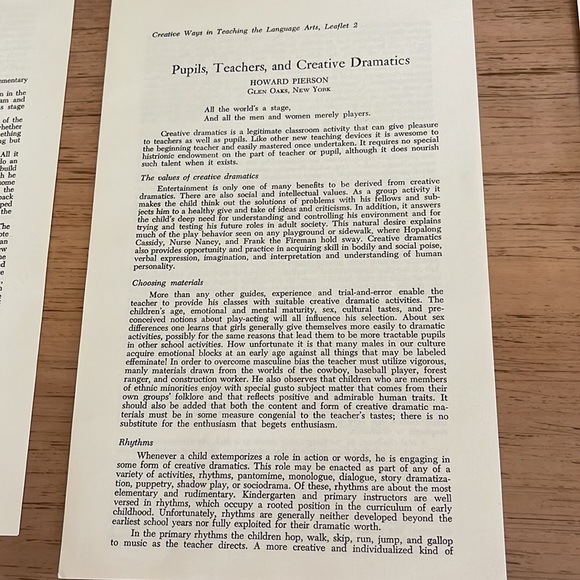 Creative Ways in Teaching the Language Arts, Leaflet 2
Pupils, Teachers, and Creative Dramatics
HOWARD PIERSON
GLEN OAKS, NEW YORK
All the world's a stage,
And all the men and women merely players.
Creative dramatics is a legitimate classroom activity that can give pleasure
to teachers as well as pupils. Like other new teaching devices it is awesome to
the beginning teacher and easily mastered once undertaken. It requires no special
histrionic endowment on the part of teacher or pupil, although it does nourish
such talent when it exists.
The values of creative dramatics
Entertainment is only one of many benefits to be derived from creative
dramatics. There are also social and intellectual values. As a group activity it
makes the child think out the solutions of problems with his fellows and sub-
jects him to a healthy give and take of ideas and criticisms. In addition, it answers
the child's deep need for understanding and controlling his environment and for
trying and testing his future roles in adult society. This natural desire explains
much of the play behavior seen on any playground or sidewalk, where Hopalong
Cassidy, Nurse Nancy, and Frank the Fireman hold sway. Creative dramatics
also provides opportunity and practice in acquiring skill in bodily and social poise,
verbal expression, imagination, and interpretation and understanding of human
personality.
Choosing materials
More than any other guides, experience and trial-and-error enable the
teacher to provide his classes with suitable creative dramatic activities. The
children's age, emotional and mental maturity, sex, cultural tastes, and pre-
conceived notions about play-acting will all influence his selection. About sex
differences one learns that girls generally give themselves more easily to dramatic
activities, possibly for the same reasons that lead them to be more tractable pupils
in other school activities. How unfortunate it is that many males in our culture
acquire emotional blocks at an early age against all things that may be labeled
effeminate! In order to overcome masculine bias the teacher must utilize vigorous,
manly materials drawn from the worlds of the cowboy, baseball player, forest
ranger, and construction worker. He also observes that children who are members
of ethnic minorities enjoy with special gusto subject matter that comes from their
own groups' folklore and that reflects positive and admirable human traits. It
should also be added that both the content and form of creative dramatic ma-
terials must be in some measure congenial to the teacher's tastes; there is no
substitute for the enthusiasm that begets enthusiasm.
Rhythms
Whenever a child extemporizes a role in action or words, he is engaging in
some form of creative dramatics. This role may be enacted as part of any of a
variety of activities, rhythms, pantomime, monologue, dialogue, story dramatiza-
tion, puppetry, shadow play, or sociodrama. Of these, rhythms are about the most
elementary and rudimentary. Kindergarten and primary instructors are well
versed in rhythms, which occupy a rooted position in the curriculum of early
childhood. Unfortunately, rhythms are generally neither developed beyond the
earliest school years nor fully exploited for their dramatic worth.
In the primary rhythms the children hop, walk, skip, run, jump, and gallop
to music as the teacher directs. A more creative and individualized kind of